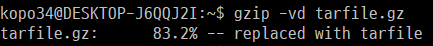 kopo34@DESKTOP-J6QQJ2I:~$ gzip -vd tarfile.gz
tarfile.gz:      83.2% -- replaced with tarfile